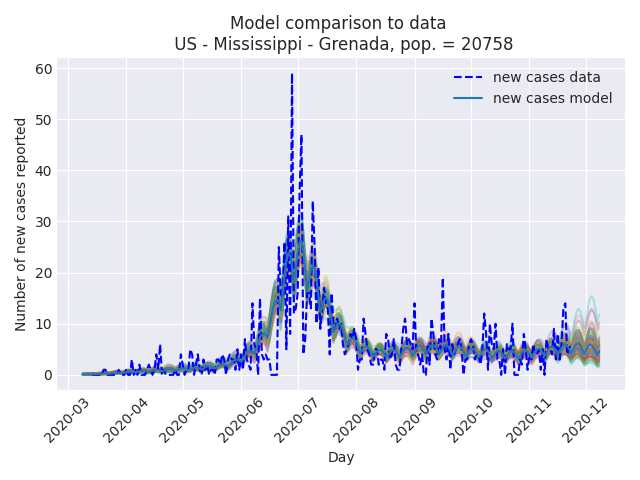 Model comparison to data
US - Mississippi - Grenada, pop. = 20758
new cases data
new cases model
Number of new cases reported
60
50
40
30
20
10
0
2020-03
2020-04
2020-05
2020-06
2020-07
2020-08
2020-09
2020-10
2020-11
2020-12
Day